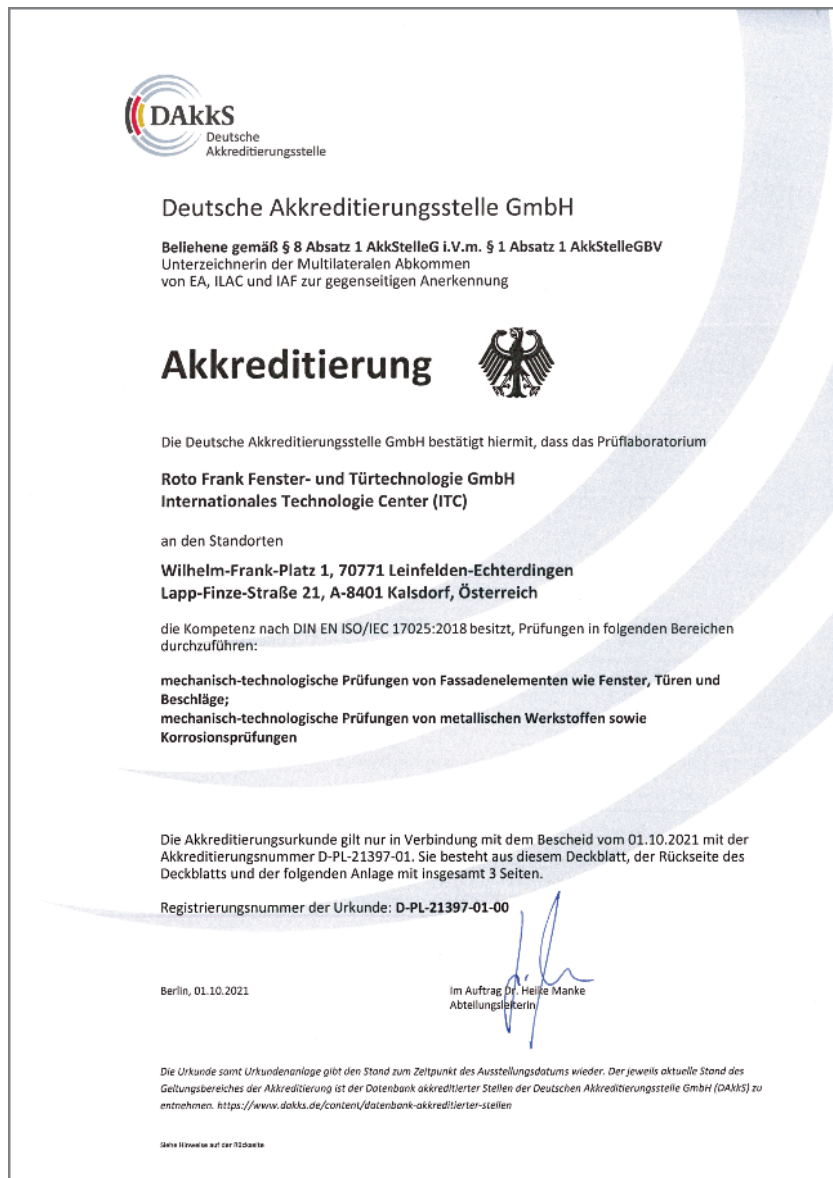 DAkkS
Deutsche
Akkreditierungsstelle
Deutsche Akkreditierungsstelle GmbH
Beliehene gemäß § 8 Absatz 1 AkkStelleG i.V.m. § 1 Absatz 1 AkkStelleGBV
Unterzeichnerin der Multilateralen Abkommen
von EA, ILAC und IAF zur gegenseitigen Anerkennung
Akkreditierung
Die Deutsche Akkreditierungsstelle GmbH bestätigt hiermit, dass das Prüflaboratorium
Roto Frank Fenster- und Türtechnologie GmbH
Internationales Technologie Center (ITC)
an den Standorten
Wilhelm-Frank-Platz 1, 70771 Leinfelden-Echterdingen
Lapp-Finze-Straße 21, A-8401 Kalsdorf, Österreich
die Kompetenz nach DIN EN ISO/IEC 17025:2018 besitzt, Prüfungen in folgenden Bereichen
durchzuführen:
mechanisch-technologische Prüfungen von Fassadenelementen wie Fenster, Türen und
Beschläge;
mechanisch-technologische Prüfungen von metallischen Werkstoffen sowie
Korrosionsprüfungen
Die Akkreditierungsurkunde gilt nur in Verbindung mit dem Bescheid vom 01.10.2021 mit der
Akkreditierungsnummer D-PL-21397-01. Sie besteht aus diesem Deckblatt, der Rückseite des
Deckblatts und der folgenden Anlage mit insgesamt 3 Seiten.
Registrierungsnummer der Urkunde: D-PL-21397-01-00
Berlin, 01.10.2021
Im Auftrag Dr. Heike Manke
Abteilungsleiterin
Die Urkunde samt Urkundenanlage gibt den Stand zum Zeitpunkt des Ausstellungsdatums wieder. Der jeweils aktuelle Stand des
Geltungsbereiches der Akkreditierung ist der Datenbank akkreditierter Stellen der Deutschen Akkreditierungsstelle GmbH (DAkkS) zu
entnehmen. https://www.dakks.de/content/datenbank-akkreditierter-stellen
Siehe Hinweise auf der Rückseite